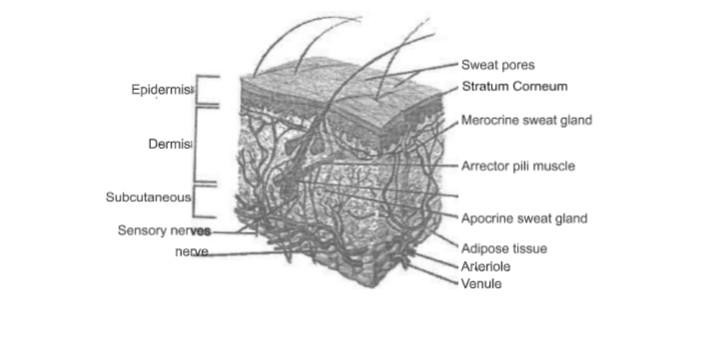 Sweat pores
Stratum Corneum
Epidermis
Merocrine sweat gland
Dermis
Arrector pili muscle
Subcutaneous
Apocrine sweat gland
Sensory nerves
Adipose tissue
nerve
Arteriole
Venule